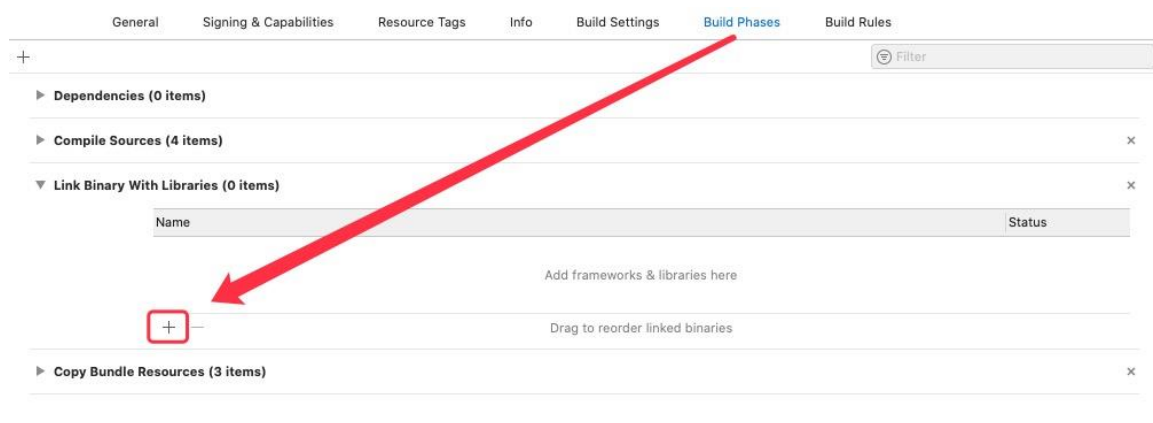 General Signing & Capabilities Resource Tags Info Build Settings Build Phases Build Rules
Filter
Dependencies (0 items)
Compile Sources (4 items)
Link Binary With Libraries (0 items)
Name Status
Add frameworks & libraries here
Drag to reorder linked binaries
Copy Bundle Resources (3 items)